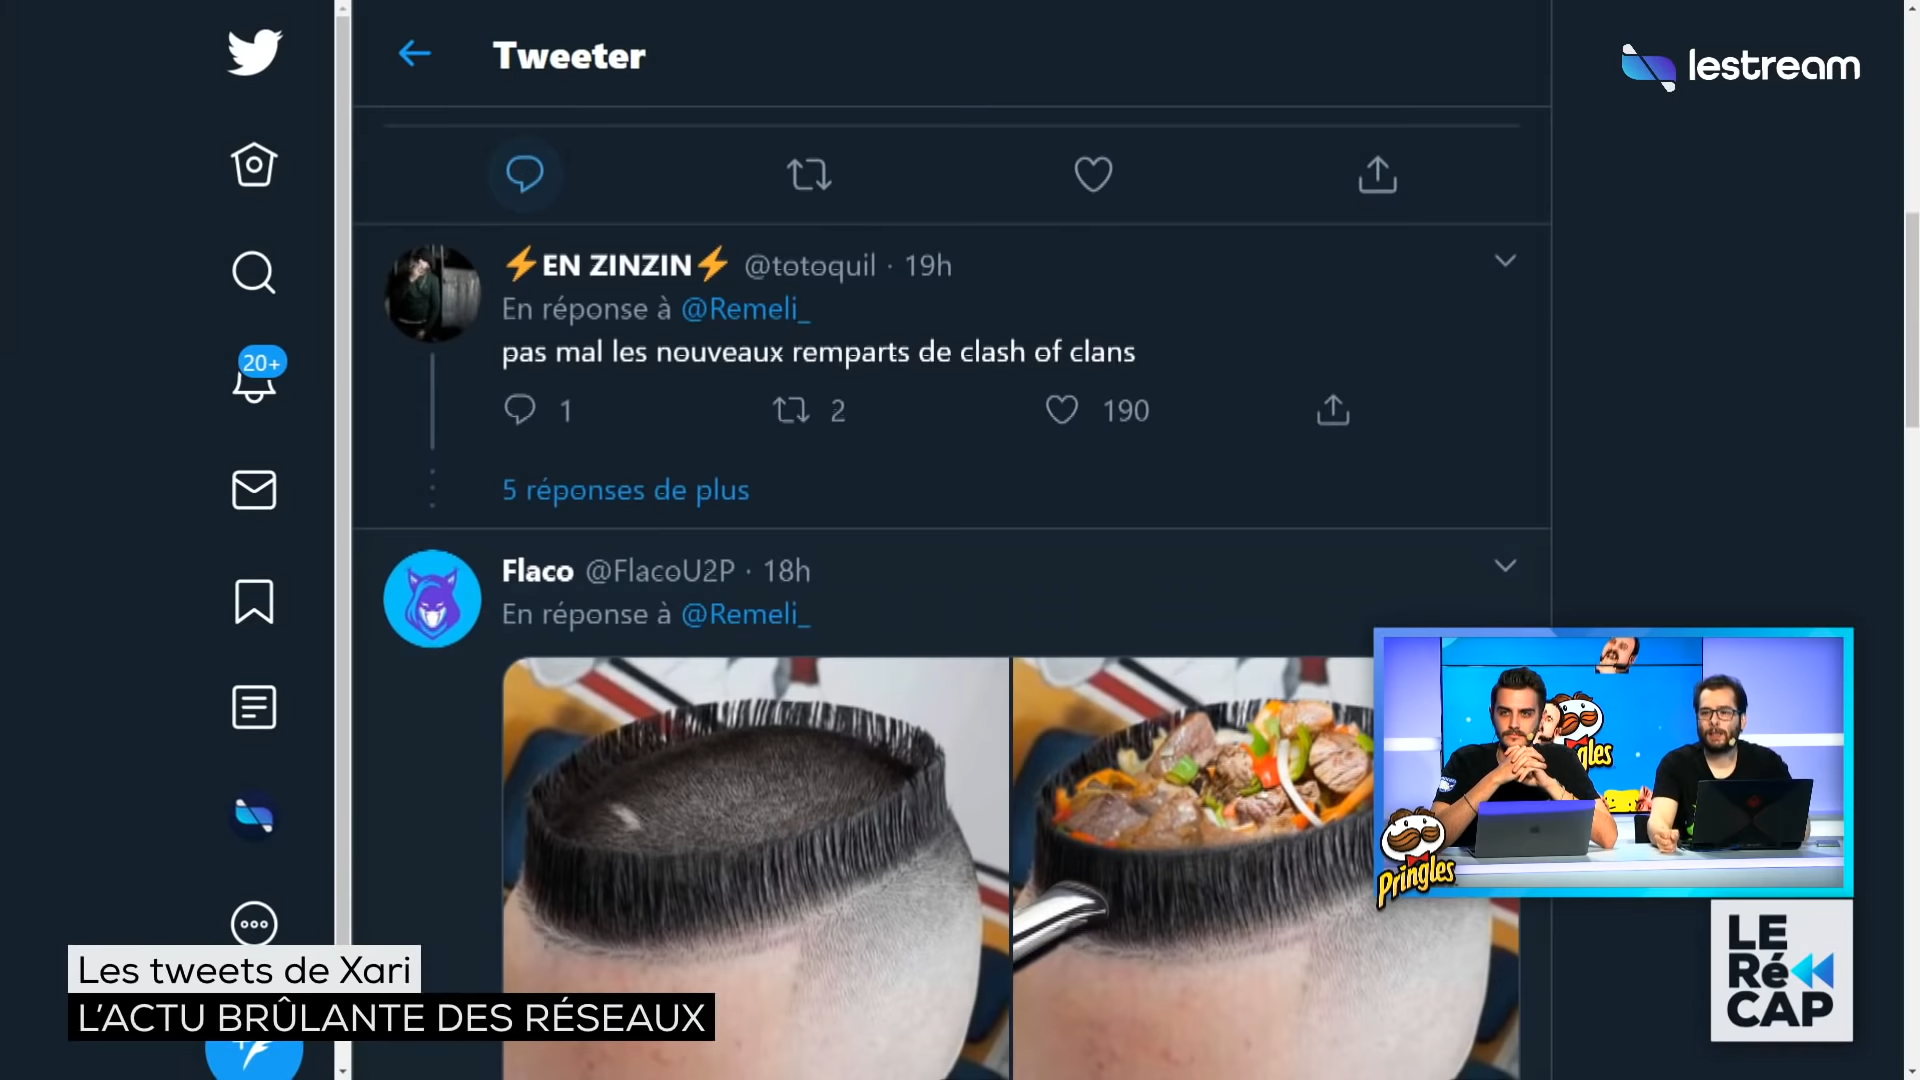 Tweeter
lestream
⚡EN ZINZIN⚡ @totoquil · 19h
En réponse à @Remeli_
pas mal les nouveaux remparts de clash of clans
20+
1 2 190
5 réponses de plus
Flaco @FlacoU2P · 18h
En réponse à @Remeli_
gles
Pringles
Les tweets de Xari
L'ACTU BRÛLANTE DES RÉSEAUX
LE
Ré
CAP